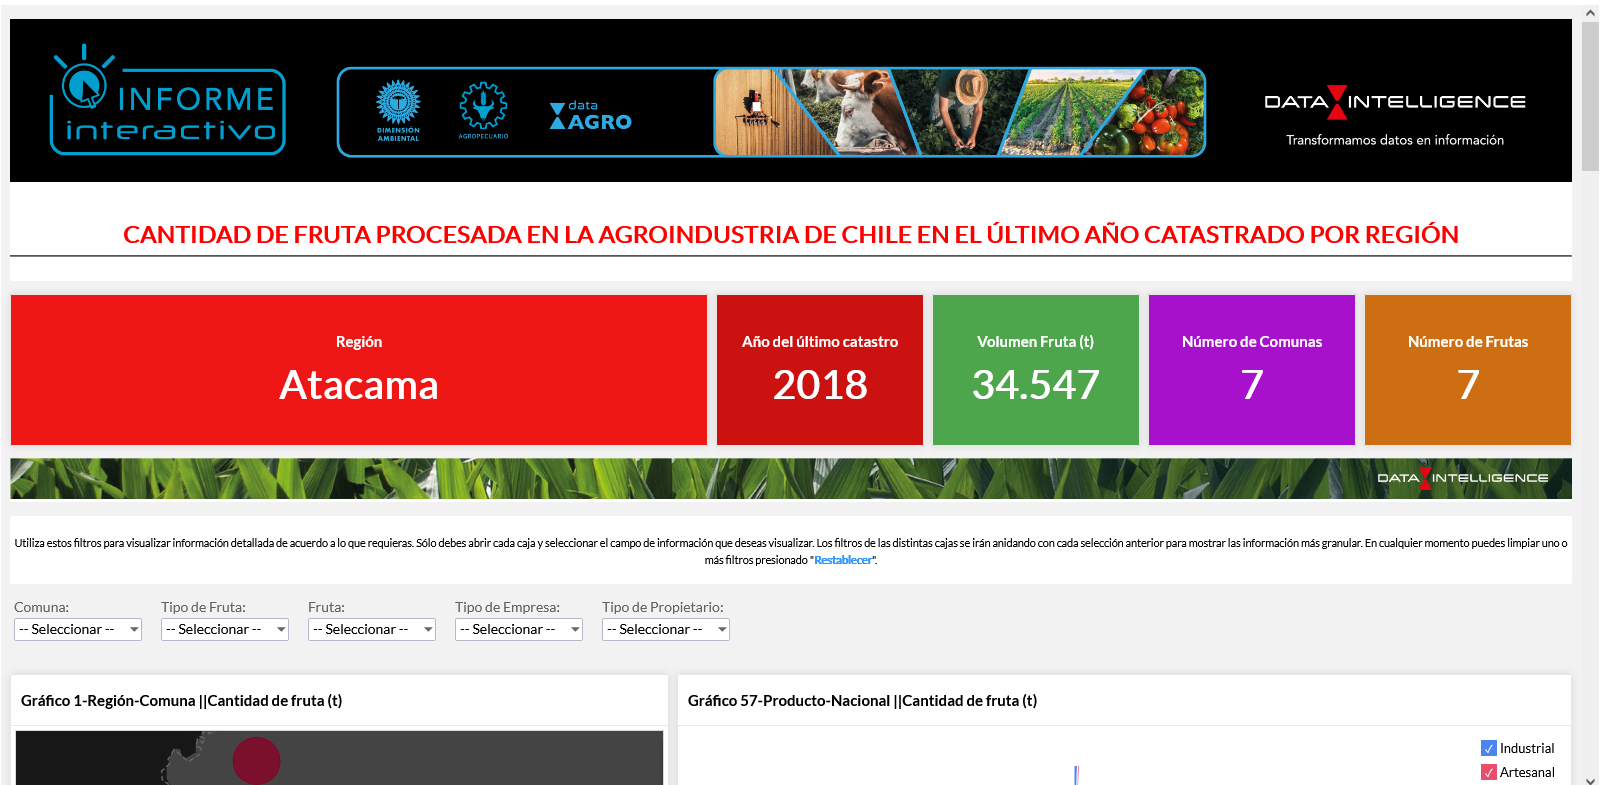 INFORME
interactivo
DIMENSIÓN
AMBIENTAL
AGROPECUARIO
data
AGRO
DATA INTELLIGENCE
Transformamos datos en información
CANTIDAD DE FRUTA PROCESADA EN LA AGROINDUSTRIA DE CHILE EN EL ÚLTIMO AÑO CATASTRADO POR REGIÓN
Región
Atacama
Año del último catastro
2018
Volumen Fruta (t)
34.547
Número de Comunas
7
Número de Frutas
7
DATA INTELLIGENCE
Utiliza estos filtros para visualizar información detallada de acuerdo a lo que requieras. Sólo debes abrir cada caja y seleccionar el campo de información que deseas visualizar. Los filtros de las distintas cajas se irán anidando con cada selección anterior para mostrar las información más granular. En cualquier momento puedes limpiar uno o
más filtros presionado "Restablecer".
Comuna: Tipo de Fruta: Fruta: Tipo de Empresa: Tipo de Propietario:
-- Seleccionar -- -- Seleccionar -- -- Seleccionar -- -- Seleccionar -- -- Seleccionar --
Gráfico 1-Región-Comuna ||Cantidad de fruta (t)
Gráfico 57-Producto-Nacional ||Cantidad de fruta (t)
Industrial
Artesanal